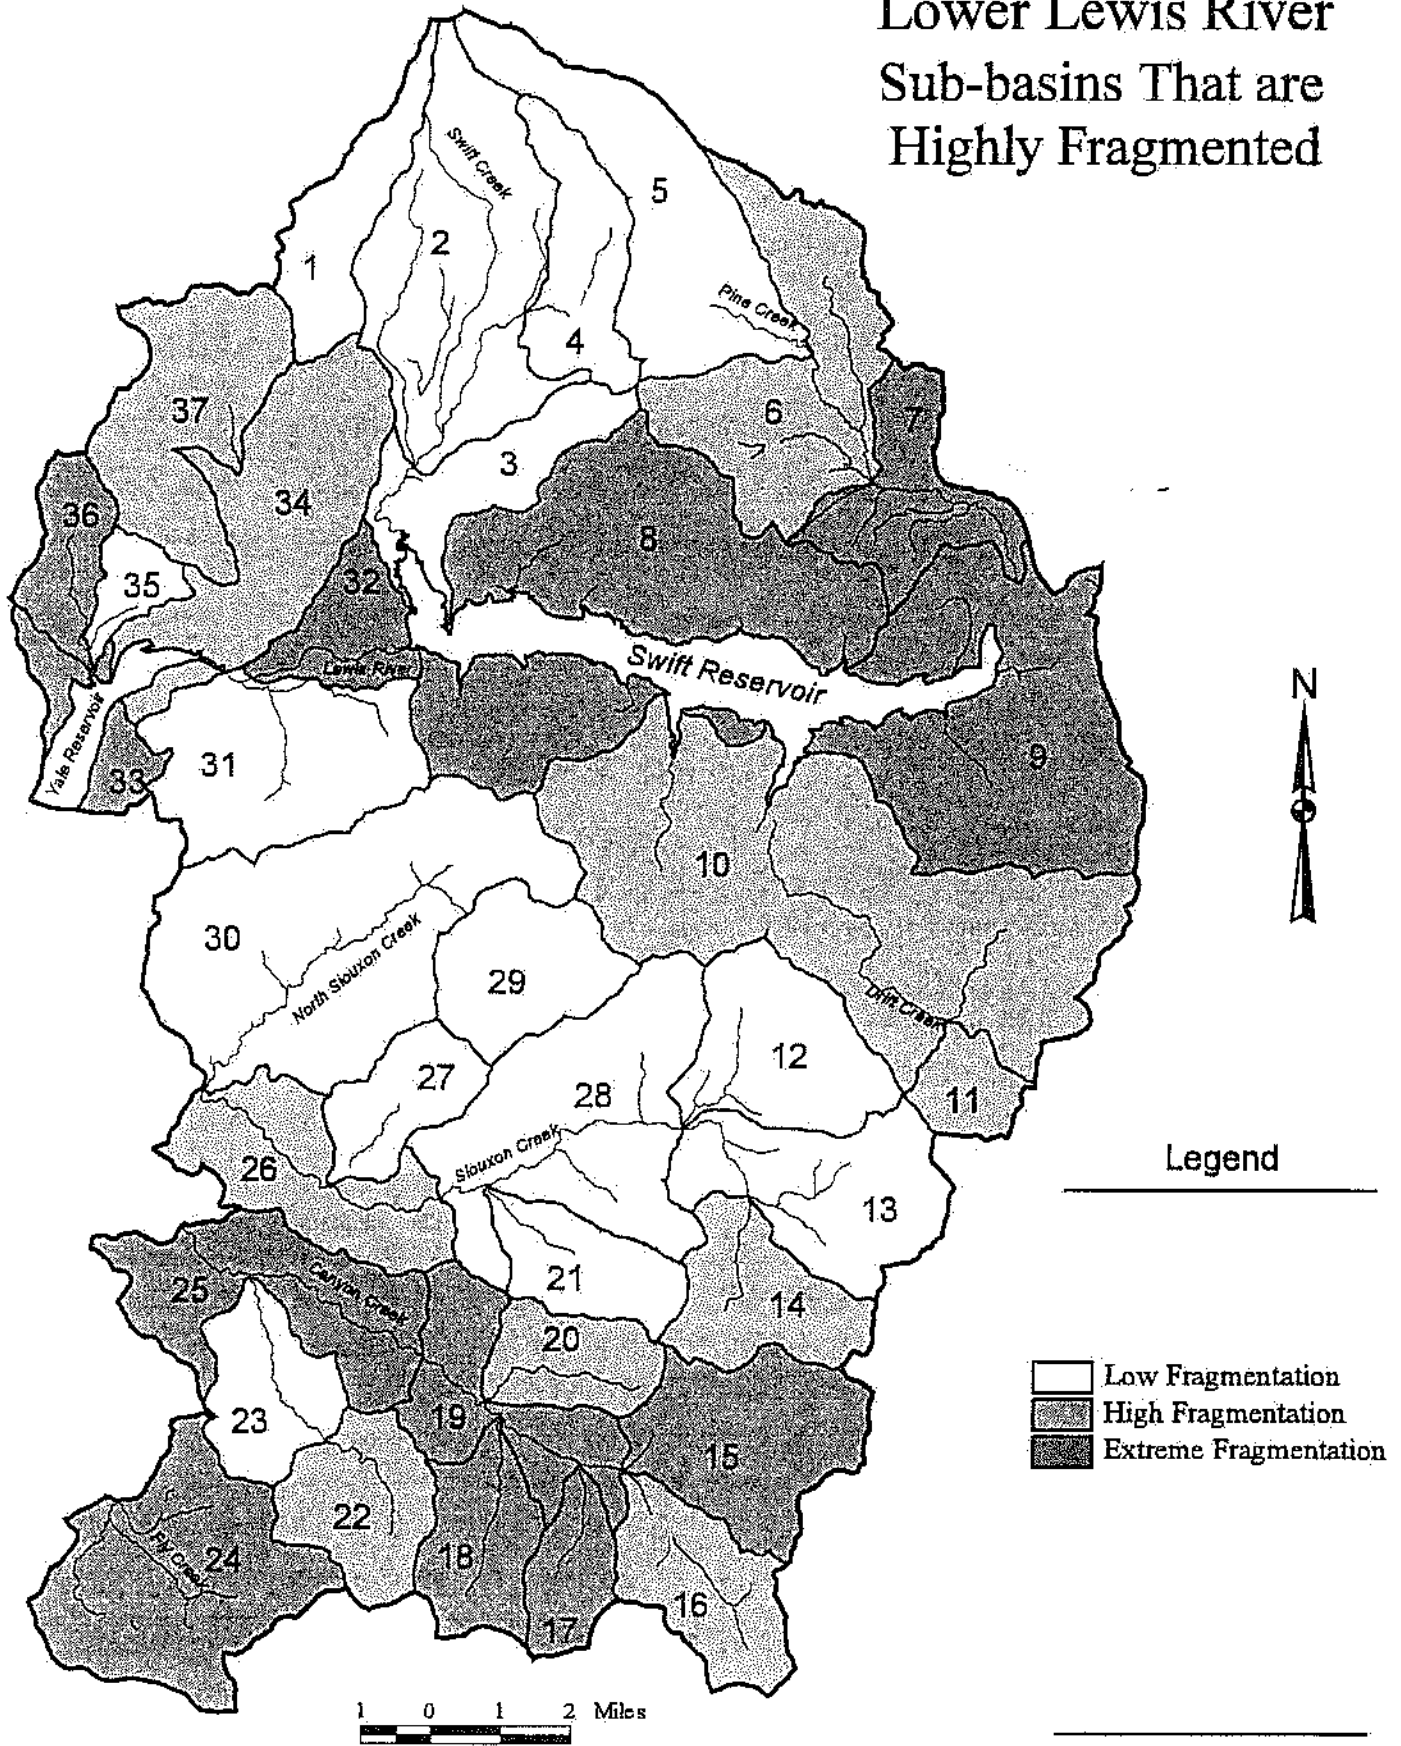 Lower Lewis River
Sub-basins That are
Highly Fragmented
Swift Creek
5
2
1
Pine Creek
4
37
6
7
3
34
36
8
35
32
Lewis River
Swift Reservoir
Yale Reservoir
31
33
9
10
30
North Siouxon Creek
29
Drift Creek
12
27
28
11
Siouxon Creek
26
13
25
Canyon Creek
21
14
20
23
19
15
22
18
Fly Creek
24
16
17
N
Legend
Low Fragmentation
High Fragmentation
Extreme Fragmentation
1 0 1 2 Miles